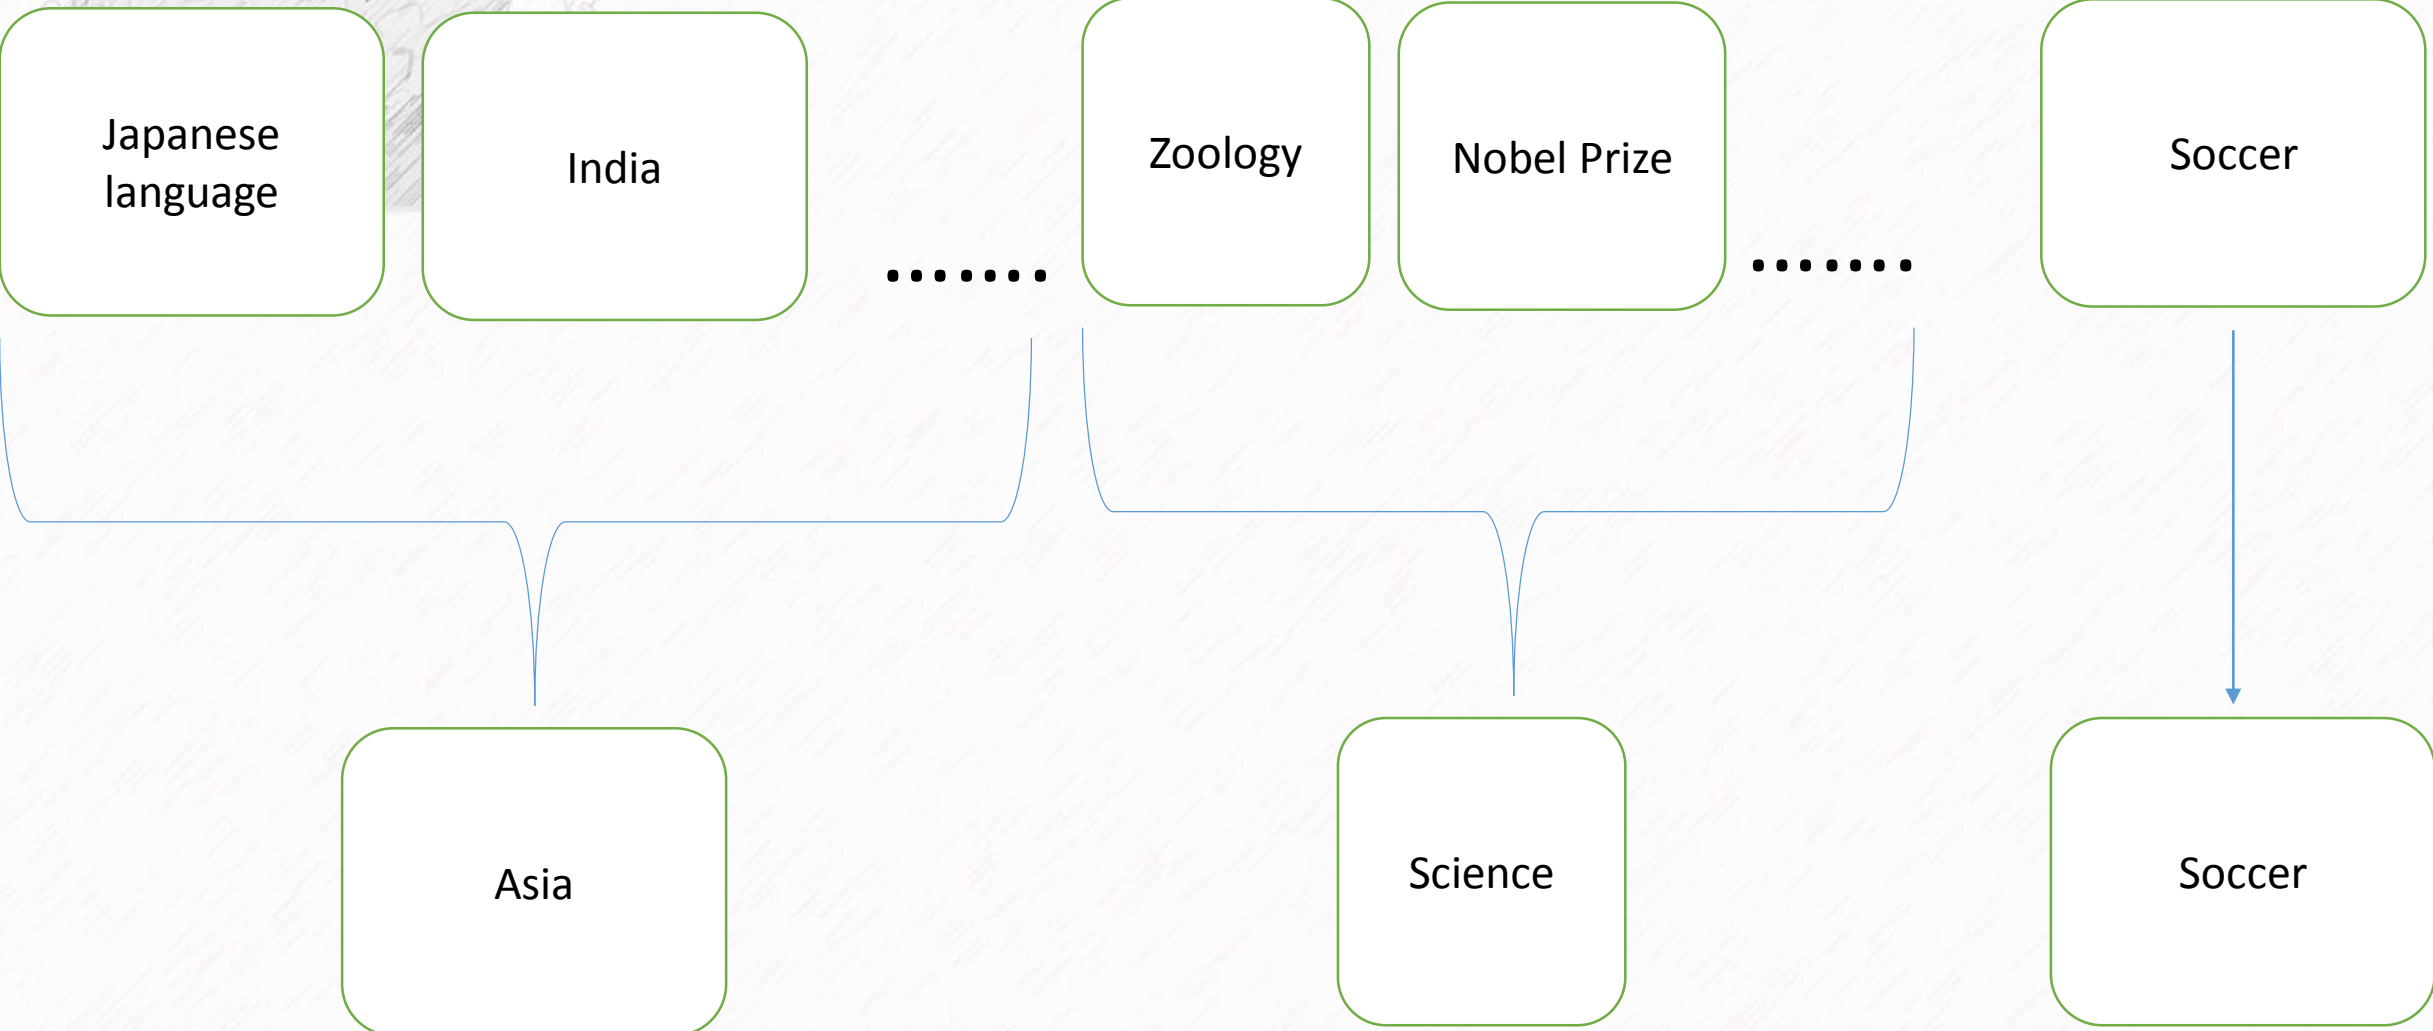 Japanese
language
India
.......
Zoology
Nobel Prize
.......
Soccer
Asia
Science
Soccer